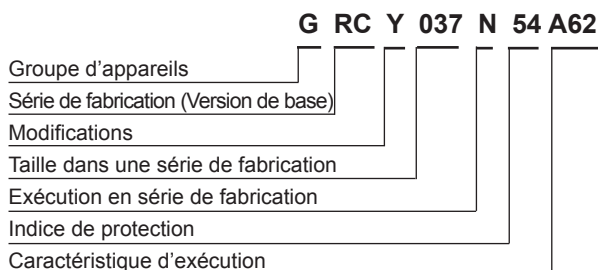 G RC Y 037 N 54 A62
Groupe d’appareils
Série de fabrication (Version de base)
Modifications
Taille dans une série de fabrication
Exécution en série de fabrication
Indice de protection
Caractéristique d’exécution